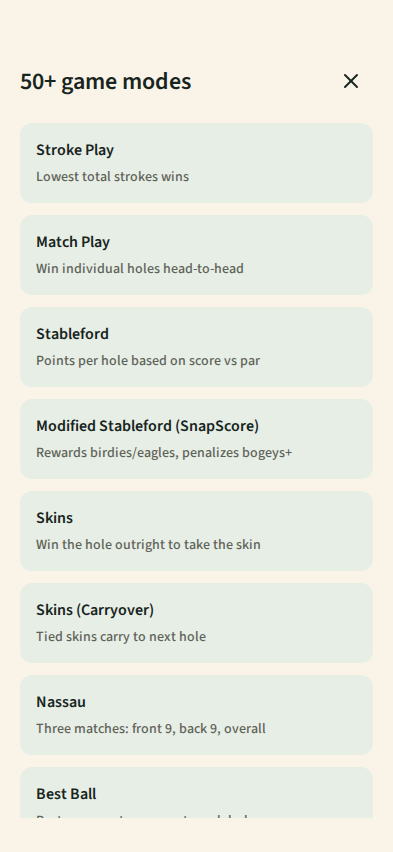 50+ game modes
Stroke Play
Lowest total strokes wins
Match Play
Win individual holes head-to-head
Stableford
Points per hole based on score vs par
Modified Stableford (SnapScore)
Rewards birdies/eagles, penalizes bogeys+
Skins
Win the hole outright to take the skin
Skins (Carryover)
Tied skins carry to next hole
Nassau
Three matches: front 9, back 9, overall
Best Ball